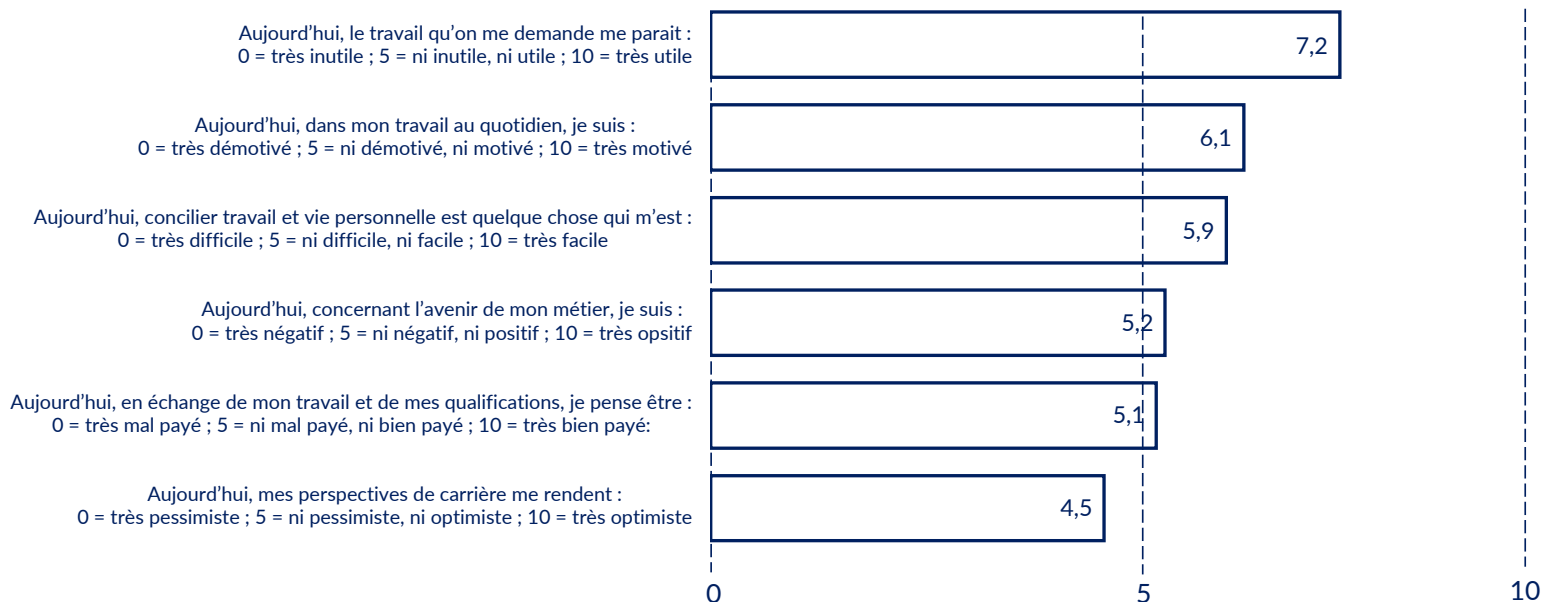 Aujourd’hui, le travail qu’on me demande me parait :
0 = très inutile ; 5 = ni inutile, ni utile ; 10 = très utile
7,2
Aujourd’hui, dans mon travail au quotidien, je suis :
0 = très démotivé ; 5 = ni démotivé, ni motivé ; 10 = très motivé
6,1
Aujourd’hui, concilier travail et vie personnelle est quelque chose qui m’est :
0 = très difficile ; 5 = ni difficile, ni facile ; 10 = très facile
5,9
Aujourd’hui, concernant l’avenir de mon métier, je suis :
0 = très négatif ; 5 = ni négatif, ni positif ; 10 = très opsitif
5,2
Aujourd’hui, en échange de mon travail et de mes qualifications, je pense être :
0 = très mal payé ; 5 = ni mal payé, ni bien payé ; 10 = très bien payé:
5,1
Aujourd’hui, mes perspectives de carrière me rendent :
0 = très pessimiste ; 5 = ni pessimiste, ni optimiste ; 10 = très optimiste
4,5
0 5 10